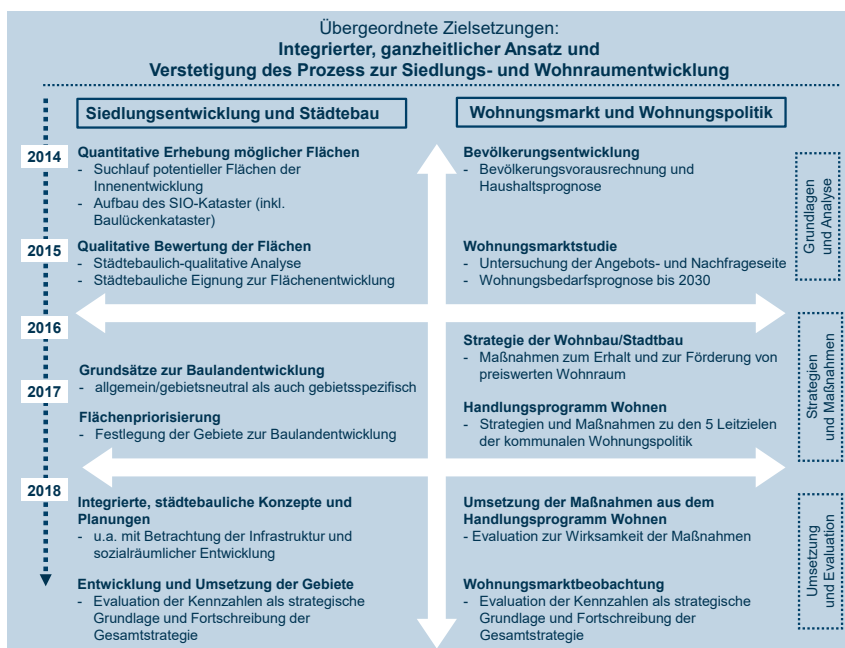 Übergeordnete Zielsetzungen:
Integrierter, ganzheitlicher Ansatz und
Verstetigung des Prozess zur Siedlungs- und Wohnraumentwicklung
Siedlungsentwicklung und Städtebau
Wohnungsmarkt und Wohnungspolitik
2014
Quantitative Erhebung möglicher Flächen
- Suchlauf potentieller Flächen der
Innenentwicklung
- Aufbau des SIO-Kataster (inkl.
Baulückenkataster)
Bevölkerungsentwicklung
- Bevölkerungsvorausrechnung und
Haushaltsprognose
Grundlagen
und Analyse
2015
Qualitative Bewertung der Flächen
- Städtebaulich-qualitative Analyse
- Städtebauliche Eignung zur Flächenentwicklung
Wohnungsmarktstudie
- Untersuchung der Angebots- und Nachfrageseite
- Wohnungsbedarfsprognose bis 2030
2016
Strategie der Wohnbau/Stadtbau
- Maßnahmen zum Erhalt und zur Förderung von
preiswerten Wohnraum
Strategien
und Maßnahmen
2017
Grundsätze zur Baulandentwicklung
- allgemein/gebietsneutral als auch gebietsspezifisch
Flächenpriorisierung
- Festlegung der Gebiete zur Baulandentwicklung
Handlungsprogramm Wohnen
- Strategien und Maßnahmen zu den 5 Leitzielen
der kommunalen Wohnungspolitik
2018
Integrierte, städtebauliche Konzepte und
Planungen
- u.a. mit Betrachtung der Infrastruktur und
sozialräumlicher Entwicklung
Umsetzung der Maßnahmen aus dem
Handlungsprogramm Wohnen
- Evaluation zur Wirksamkeit der Maßnahmen
Umsetzung
und Evaluation
Entwicklung und Umsetzung der Gebiete
- Evaluation der Kennzahlen als strategische
Grundlage und Fortschreibung der
Gesamtstrategie
Wohnungsmarktbeobachtung
- Evaluation der Kennzahlen als strategische
Grundlage und Fortschreibung der
Gesamtstrategie